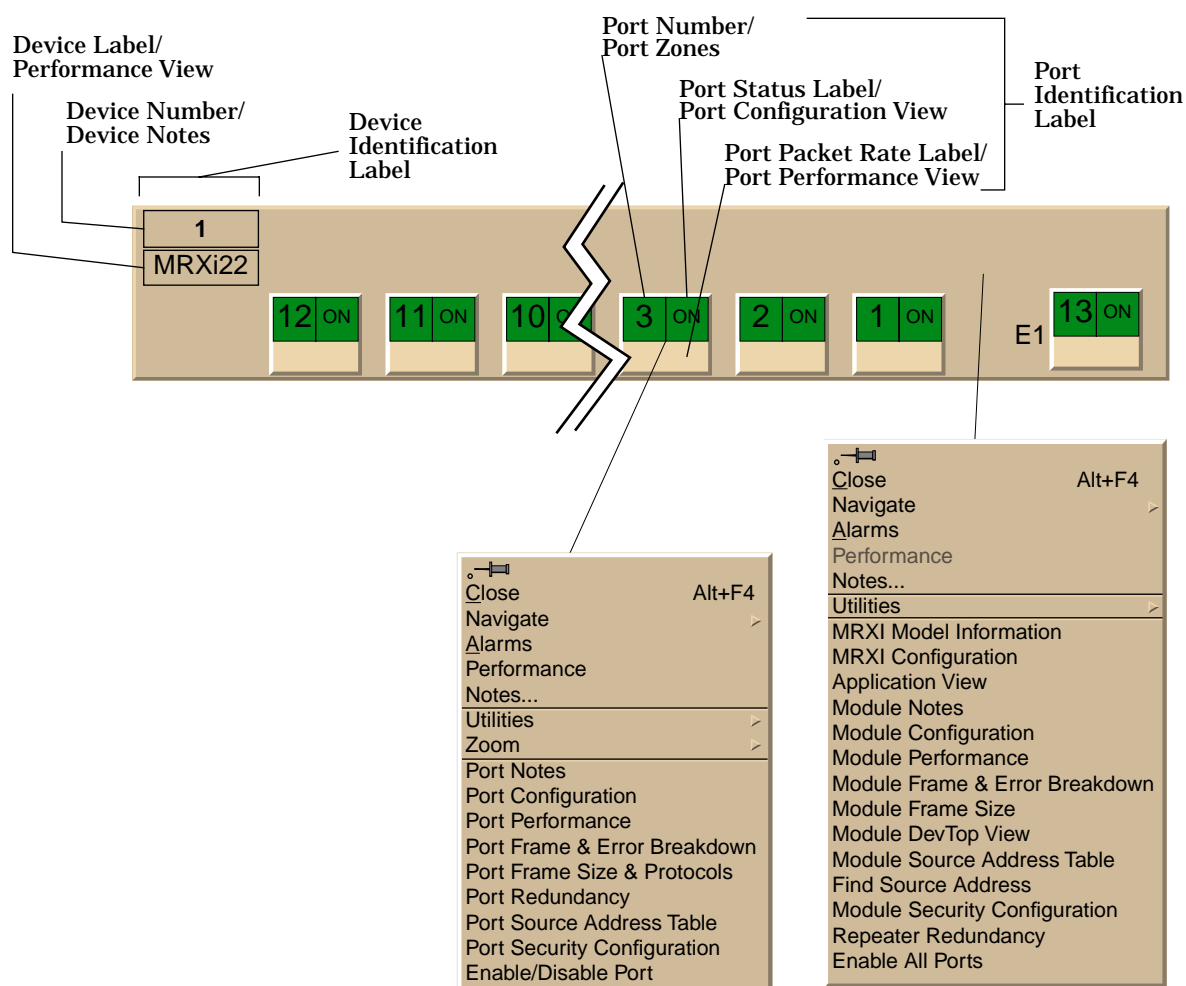 Device Label/
Performance View
Device Number/
Device Notes
Device
Identification
Label
Port Number/
Port Zones
Port Status Label/
Port Configuration View
Port Packet Rate Label/
Port Performance View
Port
Identification
Label
1
MRXi22
12 ON
11 ON
10 ON
3 ON
2 ON
1 ON
E1
13 ON
Close Alt+F4
Navigate
Alarms
Performance
Notes...
Utilities
Zoom
Port Notes
Port Configuration
Port Performance
Port Frame & Error Breakdown
Port Frame Size & Protocols
Port Redundancy
Port Source Address Table
Port Security Configuration
Enable/Disable Port
Close Alt+F4
Navigate
Alarms
Performance
Notes...
Utilities
MRXI Model Information
MRXI Configuration
Application View
Module Notes
Module Configuration
Module Performance
Module Frame & Error Breakdown
Module Frame Size
Module DevTop View
Module Source Address Table
Find Source Address
Module Security Configuration
Repeater Redundancy
Enable All Ports